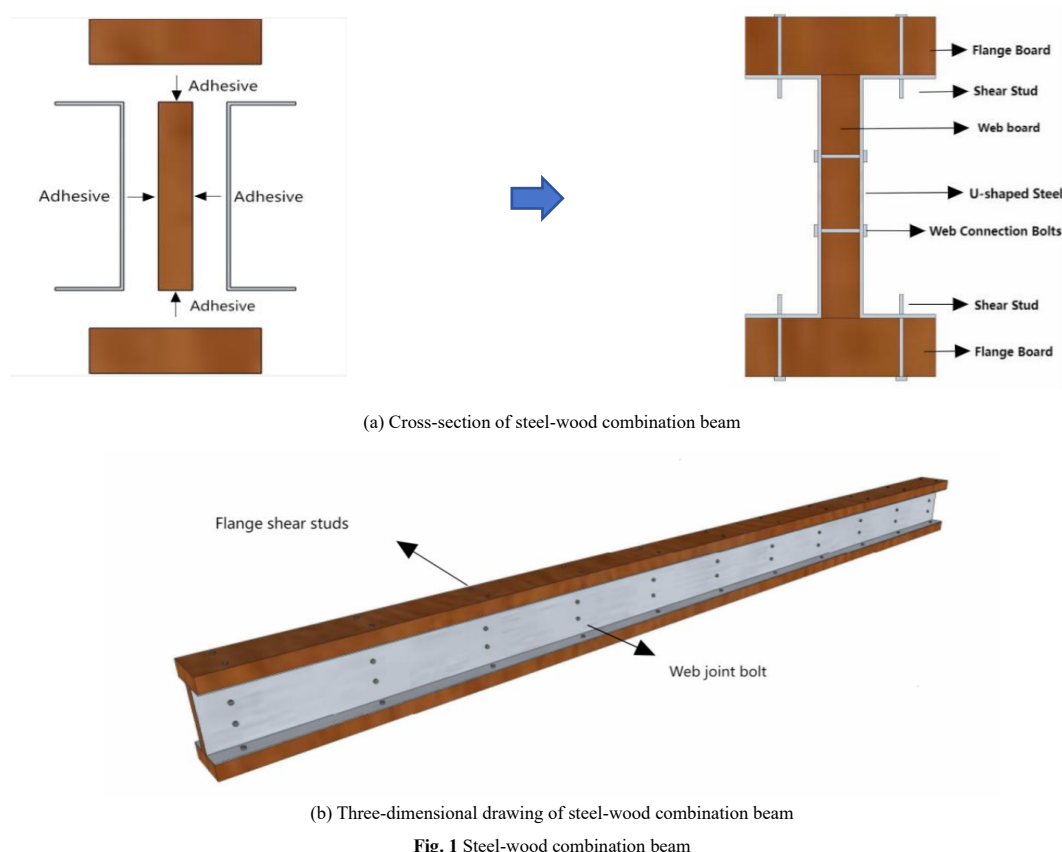 Adhesive
Adhesive
Adhesive
Adhesive
Flange Board
Shear Stud
Web board
U-shaped Steel
Web Connection Bolts
Shear Stud
Flange Board
(a) Cross-section of steel-wood combination beam
Flange shear studs
Web joint bolt
(b) Three-dimensional drawing of steel-wood combination beam
Fig. 1 Steel-wood combination beam